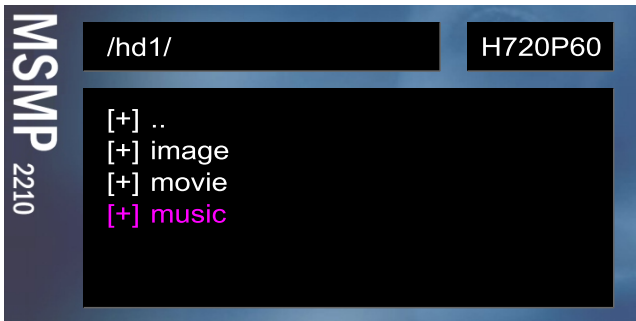 MSMP 2210
/hd1/
H720P60
[+] ..
[+] image
[+] movie
[+] music